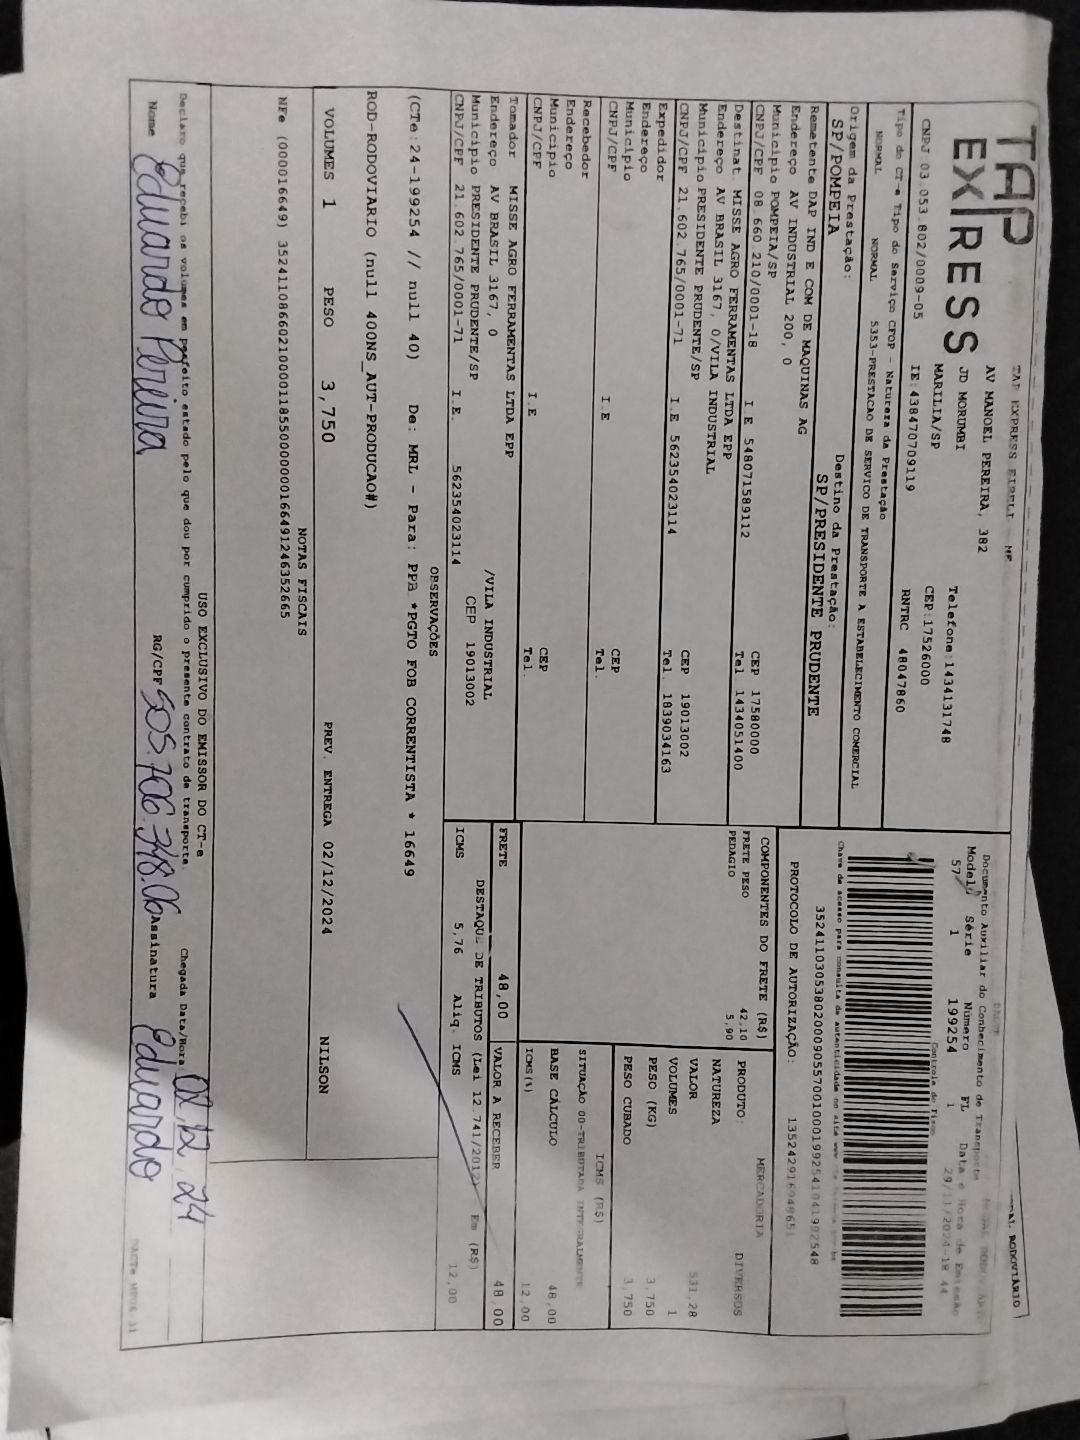 TAP
EXPRESS
TAP EXPRESS EIRELI - ME
AV MANOEL PEREIRA, 382
JD MORUMBI
MARILIA/SP
Telefone:1434131748
CEP:17526000
CNPJ:03.053.802/0009-05 IE:438470709119 RNTRC 48047860
Tipo do CT-e Tipo do Serviço CFOP - Natureza da Prestação
NORMAL NORMAL 5353-PRESTACAO DE SERVICO DE TRANSPORTE A ESTABELECIMENTO COMERCIAL
Origem da Prestação: Destino da Prestação:
SP/POMPEIA SP/PRESIDENTE PRUDENTE
RODOVIÁRIO
Documento Auxiliar do Conhecimento de Transporte
Modelo Série Número FL Data e Hora de Emissão
57 1 199254 1 29/11/2024-18 44
Controle do Fisco
Chave de acesso para consulta da autenticidade no site
PROTOCOLO DE AUTORIZAÇÃO:
Remetente DAP IND E COM DE MAQUINAS AG
Endereço AV INDUSTRIAL 200, 0
Municipio POMPEIA/SP CEP 17580000
CNPJ/CPF 08.660.210/0001-18 I.E 548071589112 Tel. 1434051400
Destinat. MISSE AGRO FERRAMENTAS LTDA EPP
Endereço AV BRASIL 3167, 0/VILA INDUSTRIAL
Municipio PRESIDENTE PRUDENTE/SP CEP 19013002
CNPJ/CPF 21.602.765/0001-71 I.E 562354023114 Tel. 1839034163
Expedidor
Endereço
Municipio CEP
CNPJ/CPF I.E Tel.
Recebedor
Endereço
Municipio CEP
CNPJ/CPF I.E Tel.
Tomador MISSE AGRO FERRAMENTAS LTDA EPP
Endereço AV BRASIL 3167, 0 /VILA INDUSTRIAL
Municipio PRESIDENTE PRUDENTE/SP CEP 19013002
CNPJ/CPF 21.602.765/0001-71 I.E. 562354023114
COMPONENTES DO FRETE (R$)
FRETE PESO 42,10
PEDAGIO 5,90
PRODUTO: MERCADORIA
NATUREZA DIVERSOS
VALOR 531,28
VOLUMES 1
PESO (KG) 3,750
PESO CUBADO 3,750
ICMS (R$)
SITUAÇÃO 00-TRIBUTADA INTEGRALMENTE
BASE CÁLCULO 48,00
ICMS(%) 12,00
FRETE 48,00 VALOR A RECEBER 48,00
DESTAQUE DE TRIBUTOS (Lei 12.741/2012) Em (R$)
ICMS 5,76 Aliq. ICMS 12,00
OBSERVAÇÕES
(CTe:24-199254 // null 40) De: MRL - Para: PPB *PGTO FOB CORRENTISTA * 16649
ROD-RODOVIARIO (null 400NS_AUT-PRODUCAO#)
VOLUMES 1 PESO 3,750 PREV. ENTREGA 02/12/2024 NILSON
NOTAS FISCAIS
NFe (000016649)
USO EXCLUSIVO DO EMISSOR DO CT-e
Declaro que recebi os volumes em perfeito estado pelo que dou por cumprido o presente contrato de transporte. Chegada Data/Hora 02.12.24
Nome Eduardo Pereira RG/CPF 505.706.748.06 Assinatura Eduardo